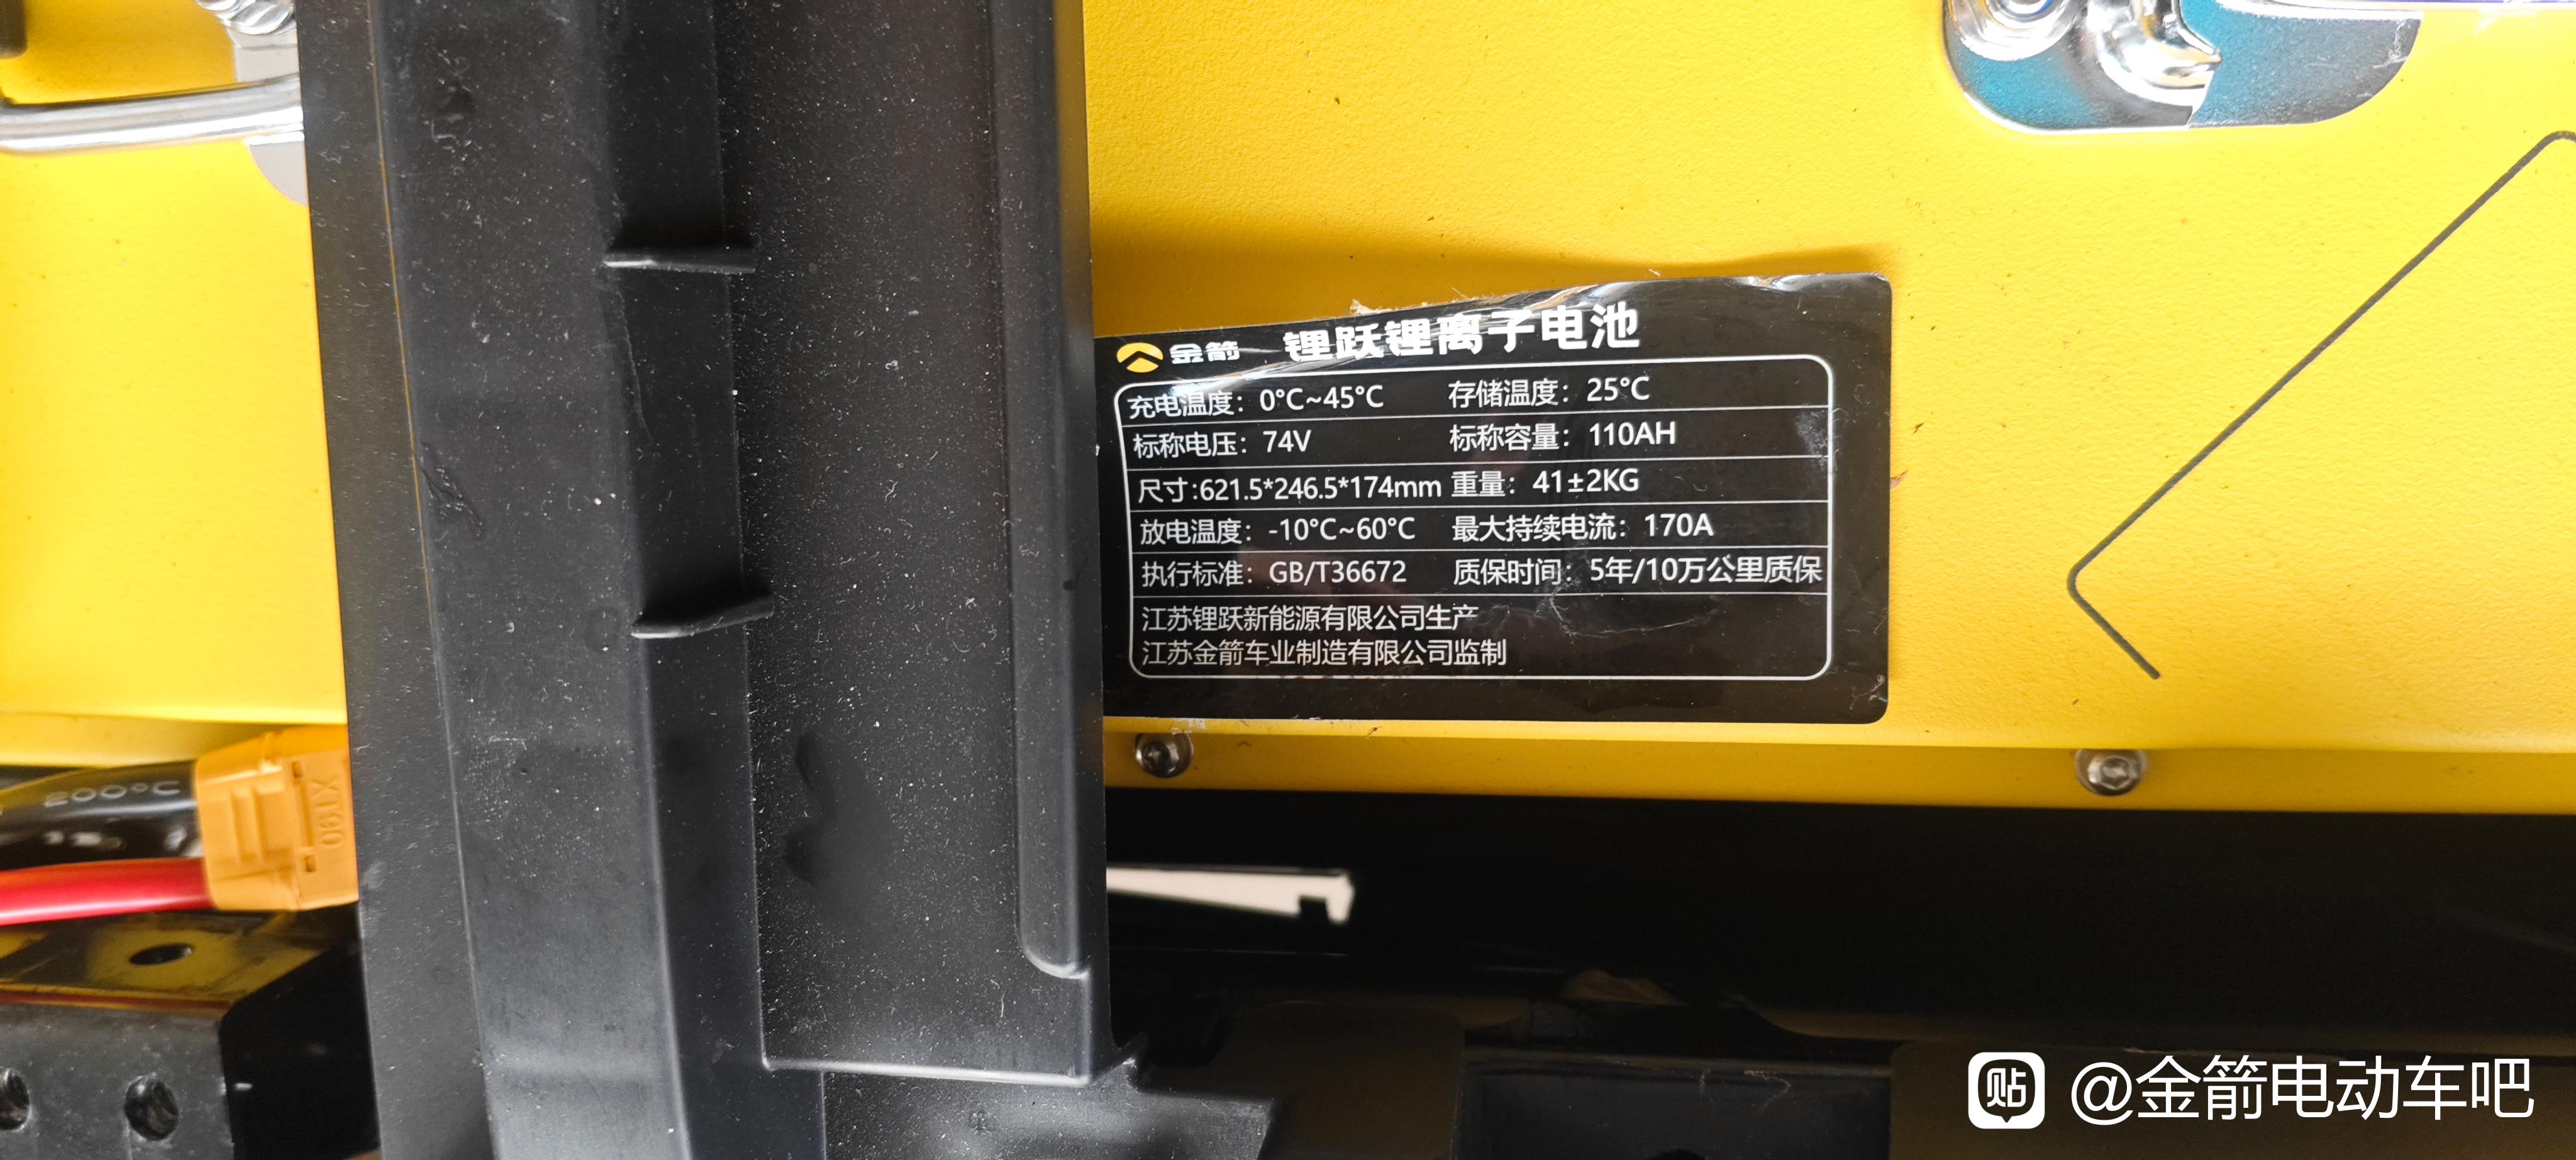 金箭 锂跃锂离子电池
充电温度：0°C~45°C 存储温度：25°C
标称电压：74V 标称容量：110AH
尺寸:621.5*246.5*174mm 重量：41±2KG
放电温度：-10°C~60°C 最大持续电流：170A
执行标准：GB/T36672 质保时间：5年/10万公里质保
江苏锂跃新能源有限公司生产
江苏金箭车业制造有限公司监制
200°C
XT90
贴 @金箭电动车吧